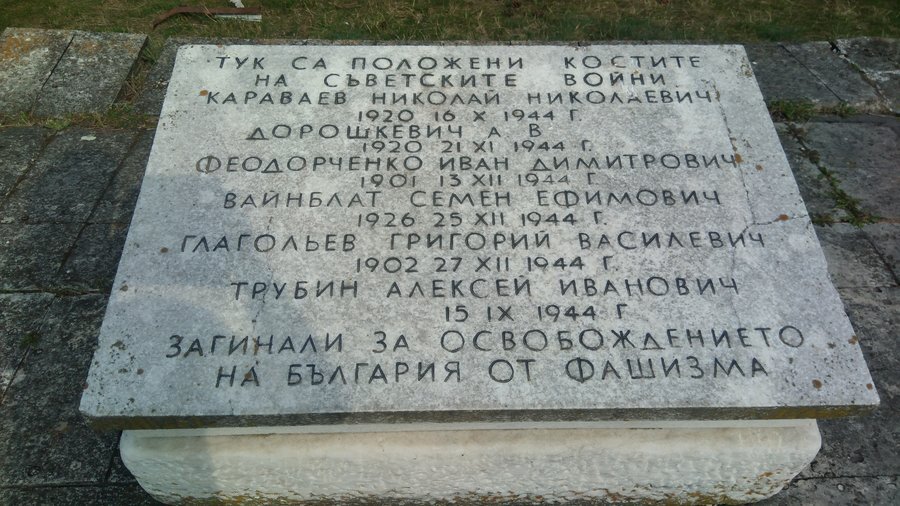 ТУК СА ПОЛОЖЕНИ КОСТИТЕ
НА СЪВЕТСКИТЕ ВОЙНИ
КАРАВАЕВ НИКОЛАЙ НИКОЛАЕВИЧ
1920 16 X 1944 Г.
ДОРОШКЕВИЧ А В
1920 21 XI 1944 Г.
ФЕОДОРЧЕНКО ИВАН ДИМИТРОВИЧ
1901 13 XII 1944 Г.
ВАЙНБЛАТ СЕМЕН ЕФИМОВИЧ
1926 25 XII 1944 Г.
ГЛАГОЛЬЕВ ГРИГОРИЙ ВАСИЛЕВИЧ
1902 27 XII 1944 Г.
ТРУБИН АЛЕКСЕЙ ИВАНОВИЧ
15 IX 1944 Г
ЗАГИНАЛИ ЗА ОСВОБОЖДЕНИЕТО
НА БЪЛГАРИЯ ОТ ФАШИЗМА